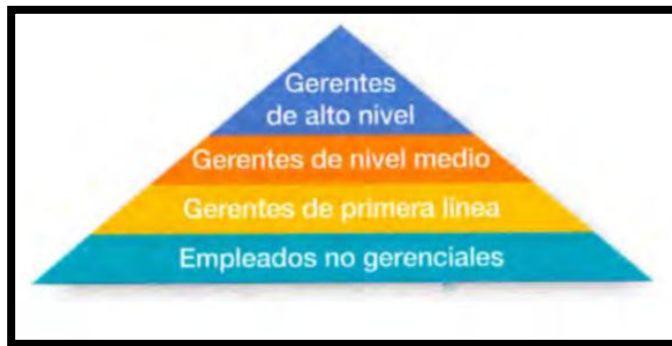 Gerentes
de alto nivel
Gerentes de nivel medio
Gerentes de primera línea
Empleados no gerenciales